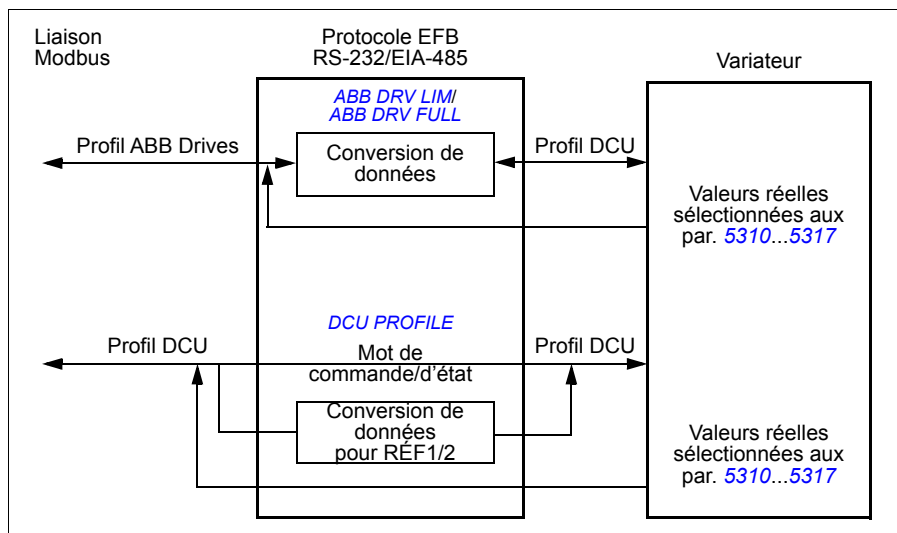 Liaison
Modbus
Protocole EFB
RS-232/EIA-485
Variateur
ABB DRV LIM/
ABB DRV FULL
Profil ABB Drives
Conversion de
données
Profil DCU
Valeurs réelles
sélectionnées aux
par. 5310...5317
DCU PROFILE
Profil DCU
Mot de
commande/d'état
Profil DCU
Conversion de
données
pour RÉF1/2
Valeurs réelles
sélectionnées aux
par. 5310...5317